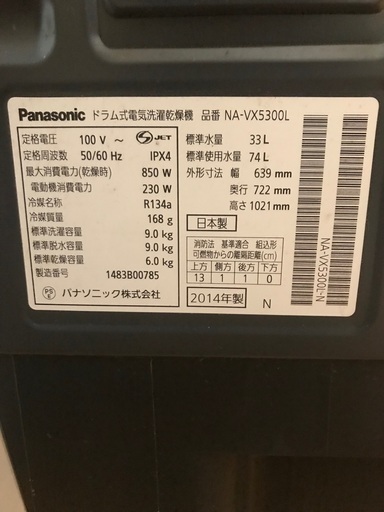 Panasonic ドラム式電気洗濯乾燥機 品番 NA-VX5300L
定格電圧 100 V ～ S JET
定格周波数 50/60 Hz IPX4
最大消費電力(乾燥時) 850 W
電動機消費電力 230 W
冷媒名称 R134a
冷媒質量 168 g
標準洗濯容量 9.0 kg
標準脱水容量 9.0 kg
標準乾燥容量 6.0 kg
製造番号 1483B00785
PSE パナソニック株式会社
標準水量 33 L
標準使用水量 74 L
外形寸法 幅 639 mm
奥行 722 mm
高さ 1021 mm
日本製
消防法 基準適合 組込形
可燃物からの離隔距離(cm)
上方 側方 後方 下方
13 1 1 0
2014年製 N
NA-VX5300L-N